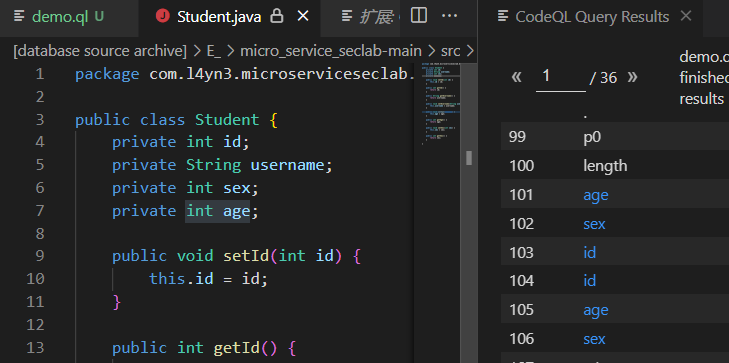 demo.ql U
Student.java
扩展
[database source archive] > E_ > micro_service_seclab-main > src >
1 package com.l4yn3.microserviceseclab.
2
3 public class Student {
4 private int id;
5 private String username;
6 private int sex;
7 private int age;
8
9 public void setId(int id) {
10 this.id = id;
11 }
12
13 public int getId() {
CodeQL Query Results
« 1 / 36 »
demo.q
finished
results
99 p0
100 length
101 age
102 sex
103 id
104 id
105 age
106 sex